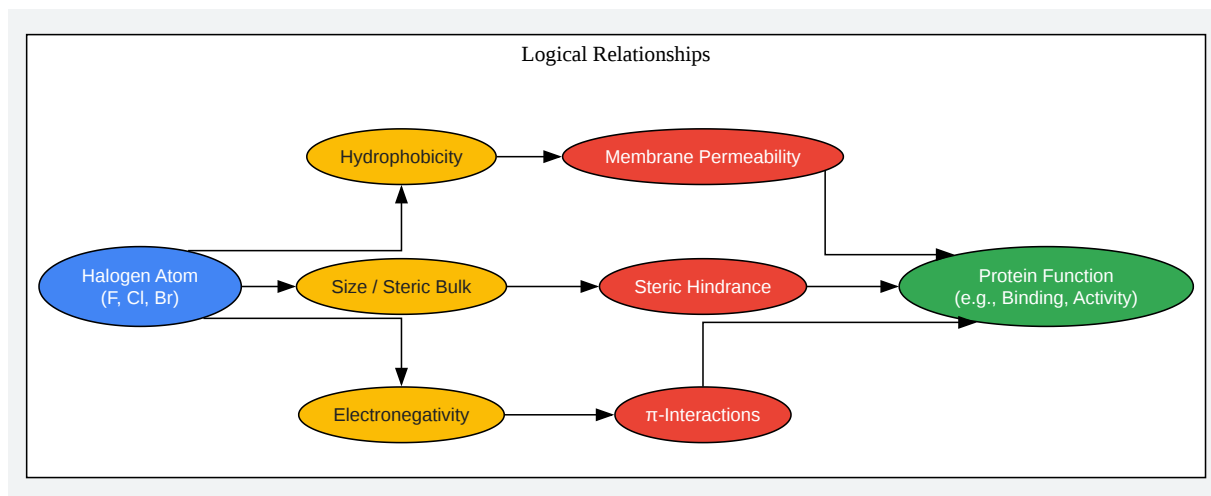 Logical Relationships
Hydrophobicity
Membrane Permeability
Halogen Atom
(F, Cl, Br)
Size / Steric Bulk
Steric Hindrance
Protein Function
(e.g., Binding, Activity)
Electronegativity
π-Interactions